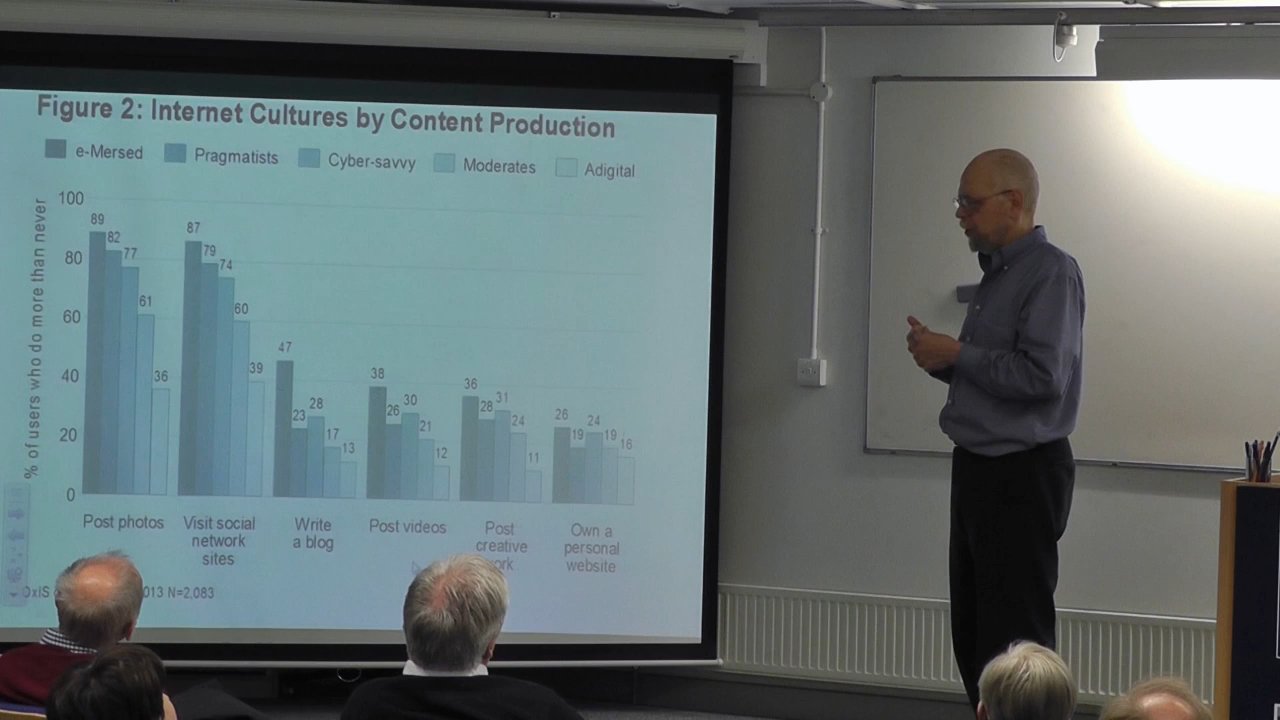 Figure 2: Internet Cultures by Content Production
e-Mersed Pragmatists Cyber-savvy Moderates Adigital
% of users who do more than never
100
80
60
40
20
0
89 82 77 61 36
87 79 74 60 39
47 23 28 17 13
38 26 30 21 12
36 28 31 24 11
26 19 24 19 16
Post photos
Visit social
network
sites
Write
a blog
Post videos
Post
creative
Own a
personal
website
OxIS 013 N=2,083